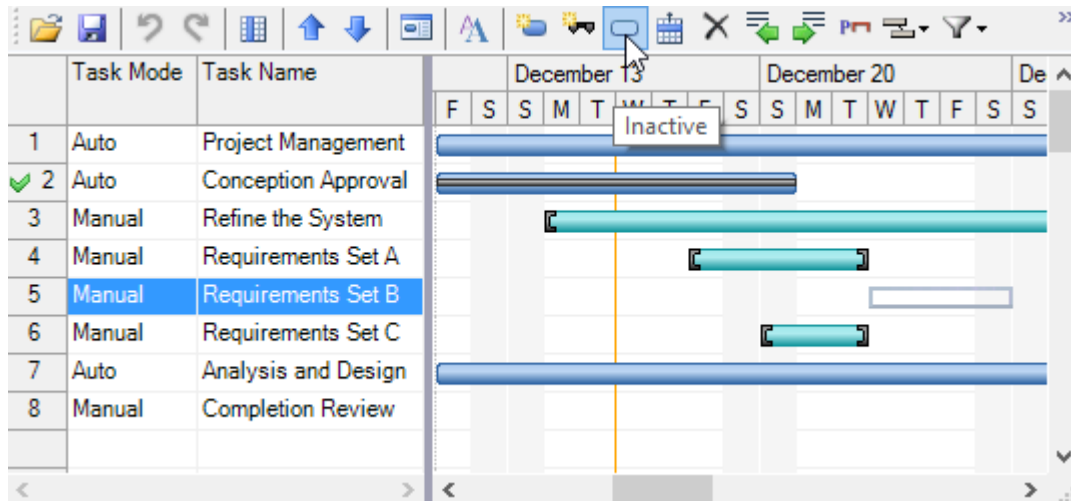 A A P
Task Mode Task Name December 13 December 20 De
F S S M T W T F S S M T W T F S S
Inactive
1 Auto Project Management
2 Auto Conception Approval
3 Manual Refine the System
4 Manual Requirements Set A
5 Manual Requirements Set B
6 Manual Requirements Set C
7 Auto Analysis and Design
8 Manual Completion Review